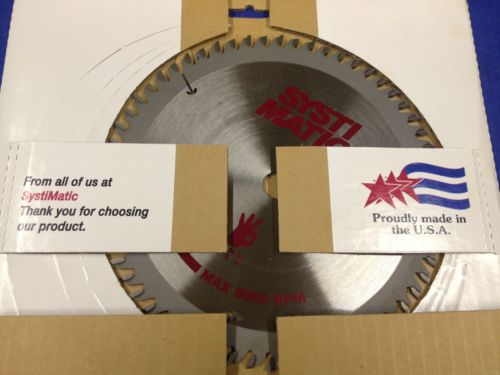 SYSTI
MATIC
From all of us at
SystiMatic
Thank you for choosing
our product.
Proudly made in
the U.S.A.
MAX 8000 RPM